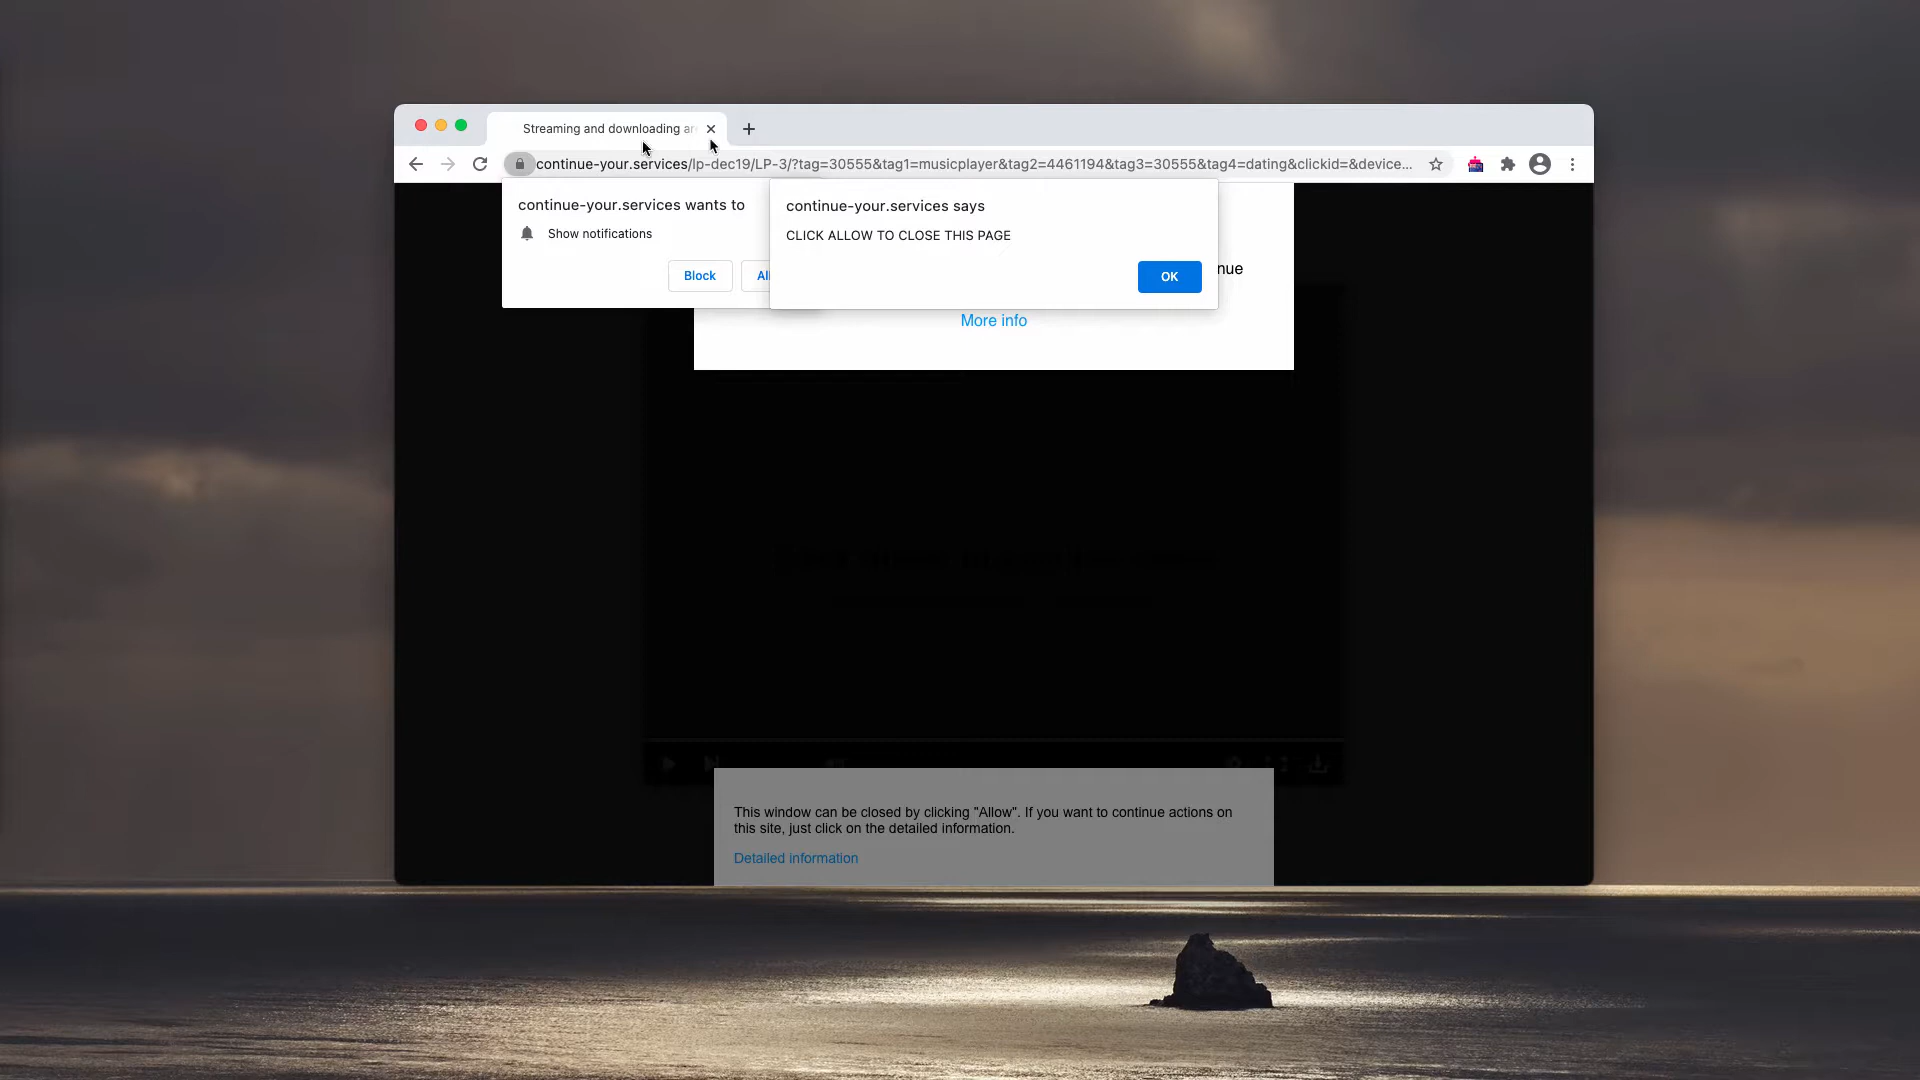 Streaming and downloading ar
continue-your.services/lp-dec19/LP-3/?tag=30555&tag1=musicplayer&tag2=4461194&tag3=30555&tag4=dating&clickid=&device...
continue-your.services wants to
Show notifications
Block
All
continue-your.services says
CLICK ALLOW TO CLOSE THIS PAGE
OK
nue
More info
This window can be closed by clicking "Allow". If you want to continue actions on
this site, just click on the detailed information.
Detailed information